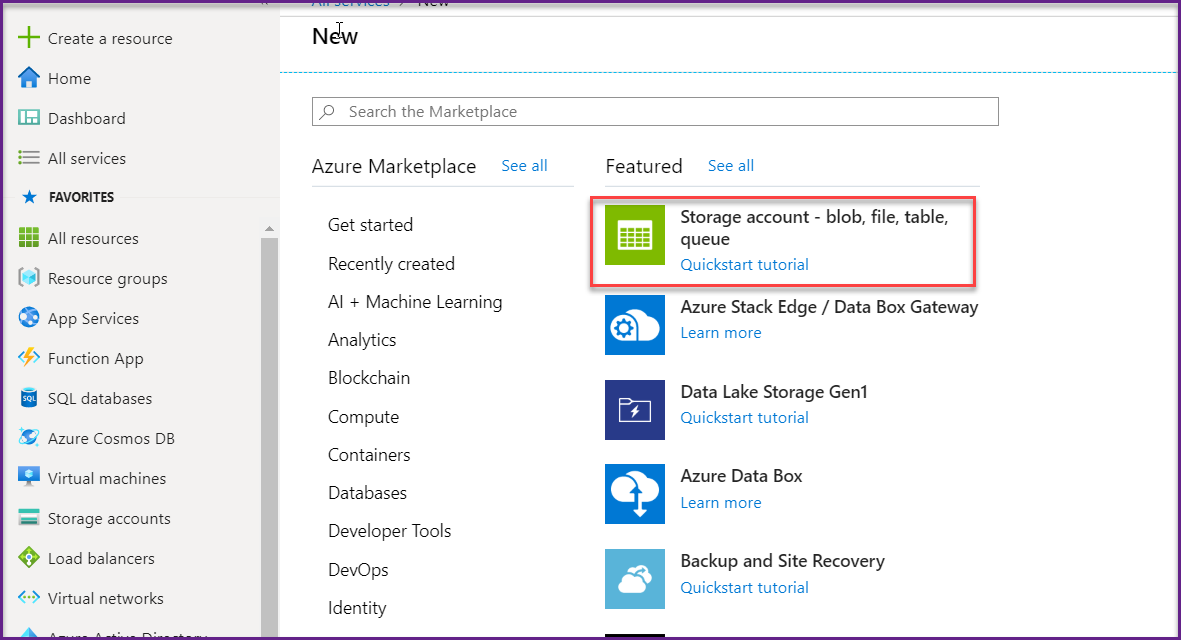 All services > New
New
Create a resource
Home
Dashboard
All services
FAVORITES
All resources
Resource groups
App Services
Function App
SQL databases
Azure Cosmos DB
Virtual machines
Storage accounts
Load balancers
Virtual networks
Azure Active Directory
Search the Marketplace
Azure Marketplace See all
Get started
Recently created
AI + Machine Learning
Analytics
Blockchain
Compute
Containers
Databases
Developer Tools
DevOps
Identity
Featured See all
Storage account - blob, file, table,
queue
Quickstart tutorial
Azure Stack Edge / Data Box Gateway
Learn more
Data Lake Storage Gen1
Quickstart tutorial
Azure Data Box
Learn more
Backup and Site Recovery
Quickstart tutorial